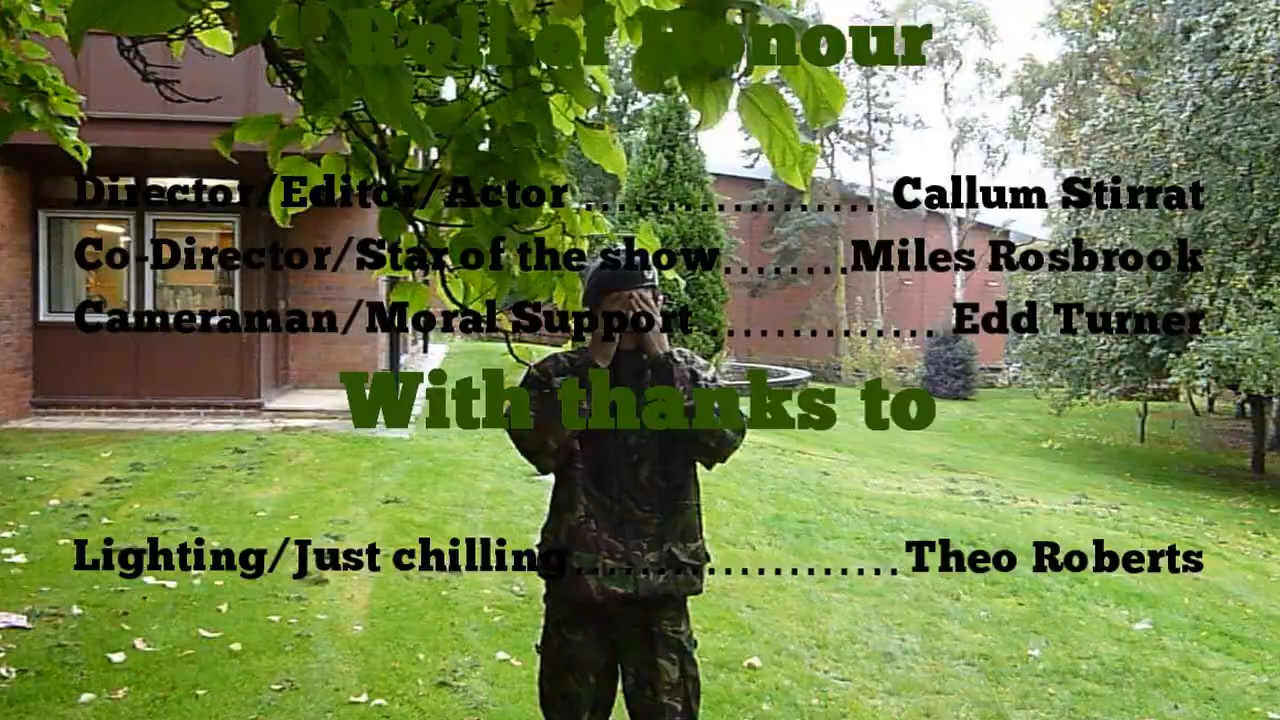 Roll of Honour
Director/Editor/Actor................... Callum Stirrat
Co-Director/Star of the show........Miles Rosbrook
Cameraman/Moral Support ............. Edd Turner
With thanks to
Lighting/Just chilling....................Theo Roberts